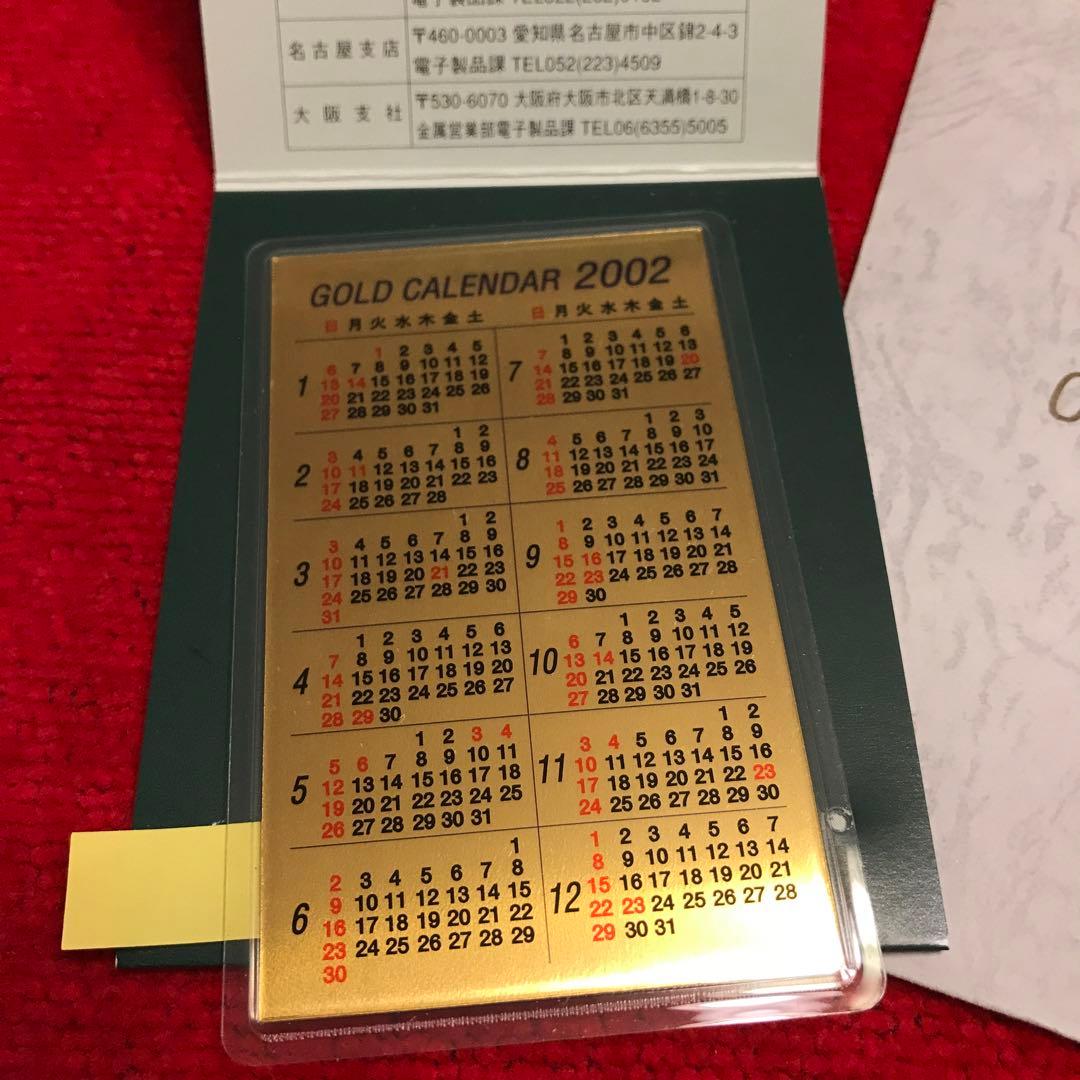 名古屋支店
〒460-0003 愛知県名古屋市中区錦2-4-3
電子製品課 TEL052(223)4509
大阪支社
〒530-6070 大阪府大阪市北区天満橋1-8-30
金属営業部電子製品課 TEL06(6355)5005
GOLD CALENDAR 2002
日 月 火 水 木 金 土
1
1 2 3 4 5
6 7 8 9 10 11 12
13 14 15 16 17 18 19
20 21 22 23 24 25 26
27 28 29 30 31
2
1 2
3 4 5 6 7 8 9
10 11 12 13 14 15 16
17 18 19 20 21 22 23
24 25 26 27 28
3
1 2
3 4 5 6 7 8 9
10 11 12 13 14 15 16
17 18 19 20 21 22 23
24 25 26 27 28 29 30
31
4
1 2 3 4 5 6
7 8 9 10 11 12 13
14 15 16 17 18 19 20
21 22 23 24 25 26 27
28 29 30
5
1 2 3 4
5 6 7 8 9 10 11
12 13 14 15 16 17 18
19 20 21 22 23 24 25
26 27 28 29 30 31
6
1
2 3 4 5 6 7 8
9 10 11 12 13 14 15
16 17 18 19 20 21 22
23 24 25 26 27 28 29
30
日 月 火 水 木 金 土
7
1 2 3 4 5 6
7 8 9 10 11 12 13
14 15 16 17 18 19 20
21 22 23 24 25 26 27
28 29 30 31
8
1 2 3
4 5 6 7 8 9 10
11 12 13 14 15 16 17
18 19 20 21 22 23 24
25 26 27 28 29 30 31
9
1 2 3 4 5 6 7
8 9 10 11 12 13 14
15 16 17 18 19 20 21
22 23 24 25 26 27 28
29 30
10
1 2 3 4 5
6 7 8 9 10 11 12
13 14 15 16 17 18 19
20 21 22 23 24 25 26
27 28 29 30 31
11
1 2
3 4 5 6 7 8 9
10 11 12 13 14 15 16
17 18 19 20 21 22 23
24 25 26 27 28 29 30
12
1 2 3 4 5 6 7
8 9 10 11 12 13 14
15 16 17 18 19 20 21
22 23 24 25 26 27 28
29 30 31